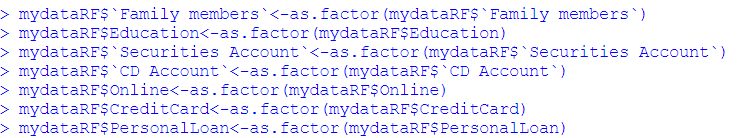 > mydataRF$`Family members`<-as.factor(mydataRF$`Family members`)
> mydataRF$Education<-as.factor(mydataRF$Education)
> mydataRF$`Securities Account`<-as.factor(mydataRF$`Securities Account`)
> mydataRF$`CD Account`<-as.factor(mydataRF$`CD Account`)
> mydataRF$Online<-as.factor(mydataRF$Online)
> mydataRF$CreditCard<-as.factor(mydataRF$CreditCard)
> mydataRF$PersonalLoan<-as.factor(mydataRF$PersonalLoan)